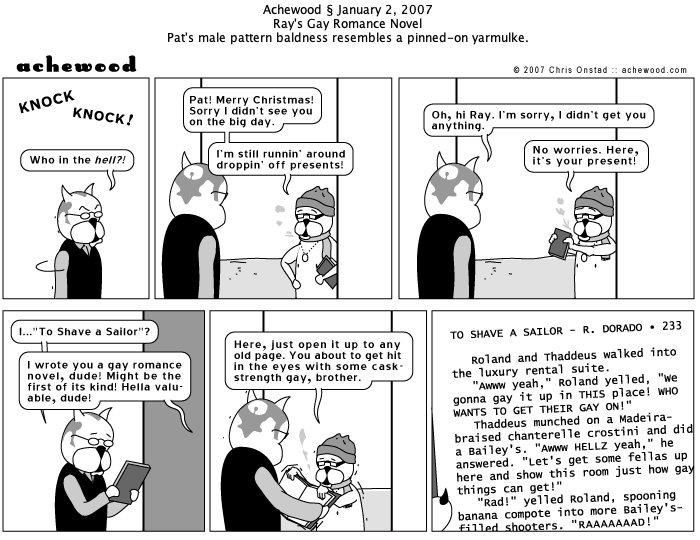 Achewood § January 2, 2007
Ray's Gay Romance Novel
Pat's male pattern baldness resembles a pinned-on yarmulke.
achewood
© 2007 Chris Onstad :: achewood.com
KNOCK
KNOCK!
Who in the hell?!
Pat! Merry Christmas!
Sorry I didn't see you
on the big day.
I'm still runnin' around
droppin' off presents!
Oh, hi Ray. I'm sorry, I didn't get you
anything.
No worries. Here,
it's your present!
I..."To Shave a Sailor"?
I wrote you a gay romance
novel, dude! Might be the
first of its kind! Hella valu-
able, dude!
Here, just open it up to any
old page. You about to get hit
in the eyes with some cask-
strength gay, brother.
TO SHAVE A SAILOR – R. DORADO • 233
Roland and Thaddeus walked into
the luxury rental suite.
"Awww yeah," Roland yelled, "We
gonna gay it up in THIS place! WHO
WANTS TO GET THEIR GAY ON!"
Thaddeus munched on a Madeira-
braised chanterelle crostini and did
a Bailey's. "AWWW HELLZ yeah," he
answered. "Let's get some fellas up
here and show this room just how gay
things can get!"
"Rad!" yelled Roland, spooning
banana compote into more Bailey's-
filled shooters. "RAAAAAAAD!"